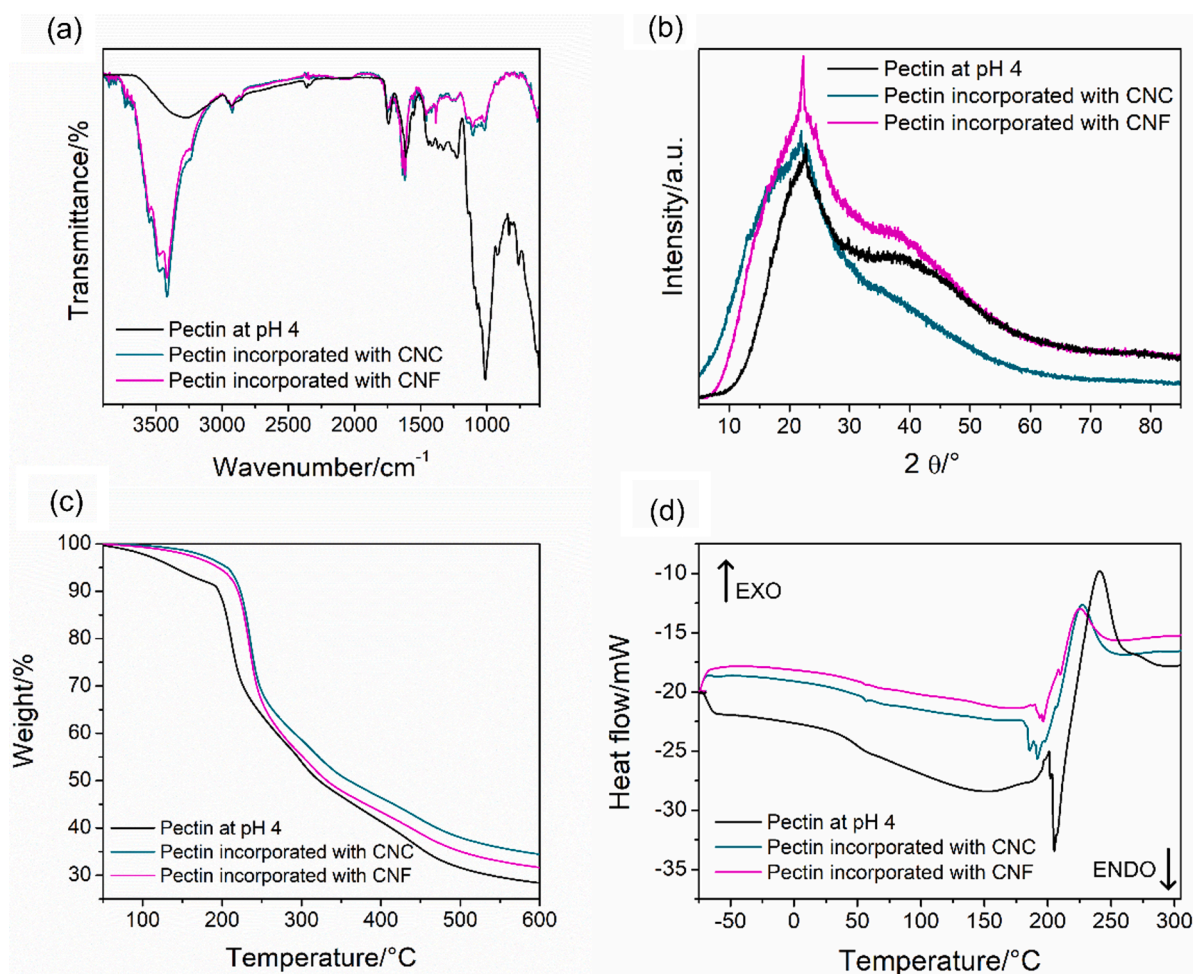 (a)
Transmittance/%
Pectin at pH 4
Pectin incorporated with CNC
Pectin incorporated with CNF
3500 3000 2500 2000 1500 1000
Wavenumber/cm⁻¹
(b)
Intensity/a.u.
Pectin at pH 4
Pectin incorporated with CNC
Pectin incorporated with CNF
10 20 30 40 50 60 70 80
2 θ/°
(c)
Weight/%
100
90
80
70
60
50
40
30
Pectin at pH 4
Pectin incorporated with CNC
Pectin incorporated with CNF
100 200 300 400 500 600
Temperature/°C
(d)
Heat flow/mW
-10
-15
-20
-25
-30
-35
EXO
Pectin at pH 4
Pectin incorporated with CNC
Pectin incorporated with CNF
ENDO
-50 0 50 100 150 200 250 300
Temperature/°C